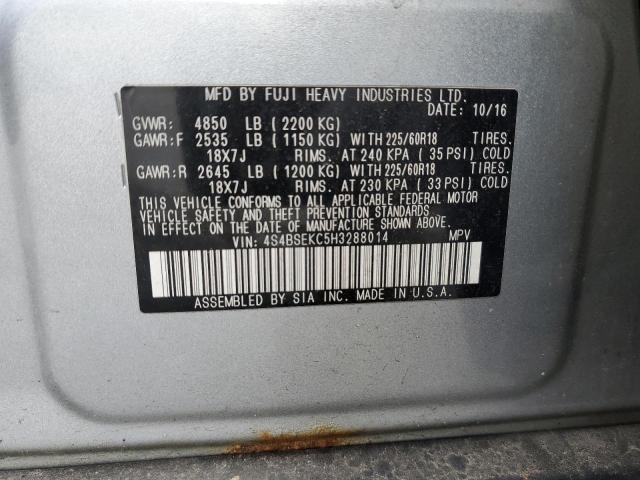 MFD BY FUJI HEAVY INDUSTRIES LTD.
DATE: 10/16
GVWR: 4850 LB ( 2200 KG)
GAWR: F 2535 LB ( 1150 KG) WITH 225/60R18 TIRES.
18X7J RIMS. AT 240 KPA ( 35 PSI) COLD
GAWR: R 2645 LB ( 1200 KG) WITH 225/60R18 TIRES.
18X7J RIMS. AT 230 KPA ( 33 PSI) COLD
THIS VEHICLE CONFORMS TO ALL APPLICABLE FEDERAL MOTOR
VEHICLE SAFETY AND THEFT PREVENTION STANDARDS
IN EFFECT ON THE DATE OF MANUFACTURE SHOWN ABOVE.
VIN: 4S4BSEKC5H3288014 MPV
ASSEMBLED BY SIA INC. MADE IN U.S.A.